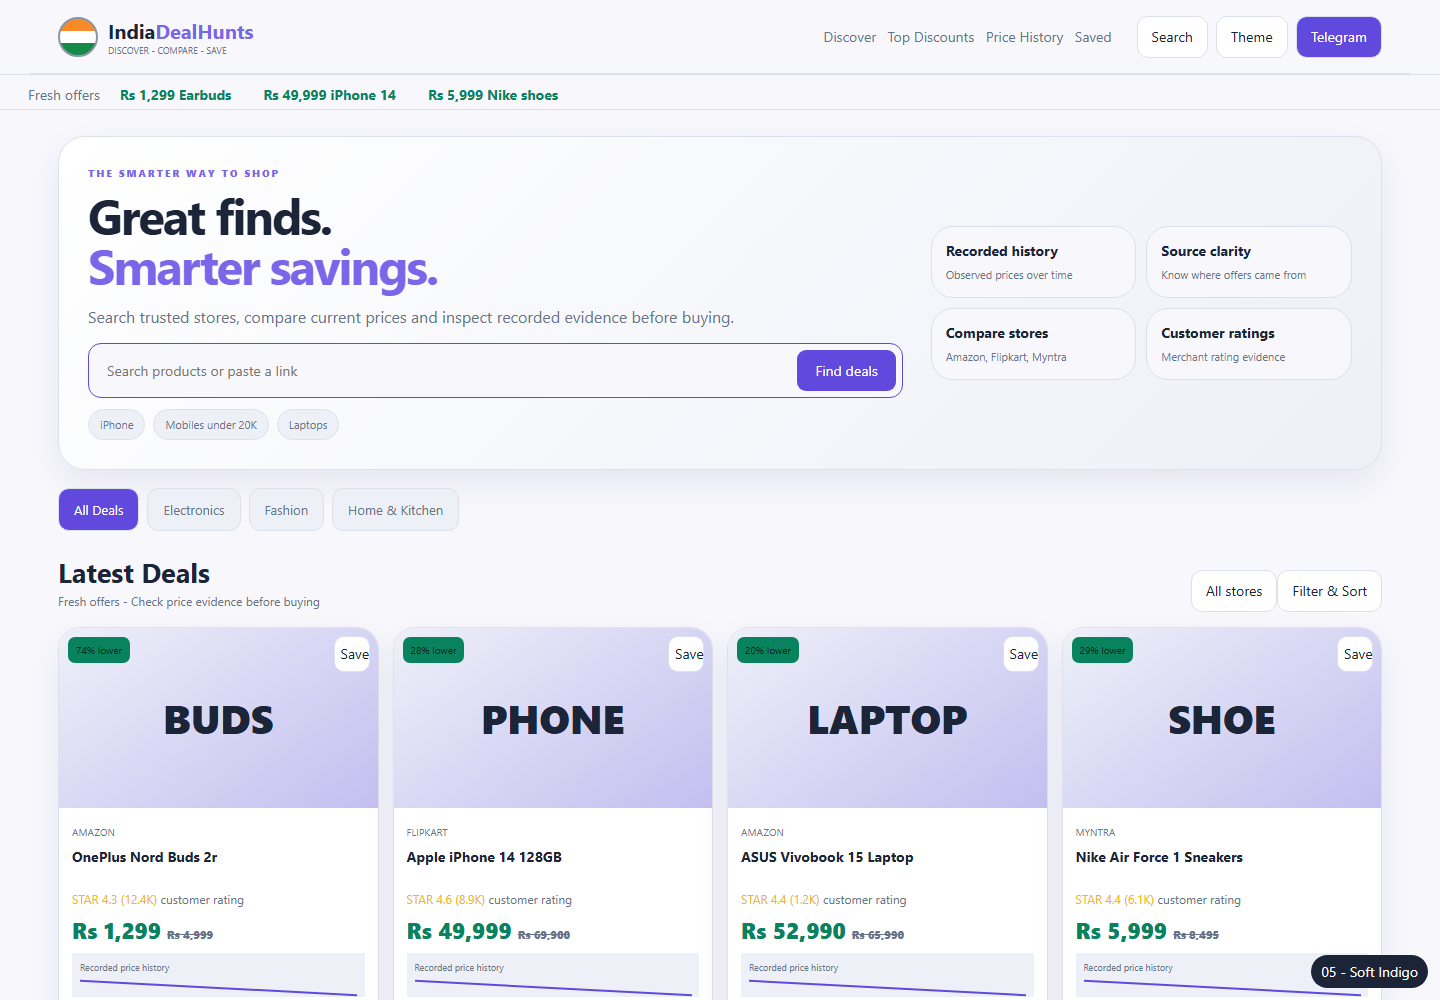 IndiaDealHunts
DISCOVER - COMPARE - SAVE
Discover Top Discounts Price History Saved
Search
Theme
Telegram
Fresh offers Rs 1,299 Earbuds Rs 49,999 iPhone 14 Rs 5,999 Nike shoes
THE SMARTER WAY TO SHOP
Great finds.
Smarter savings.
Search trusted stores, compare current prices and inspect recorded evidence before buying.
Search products or paste a link
Find deals
iPhone
Mobiles under 20K
Laptops
Recorded history
Observed prices over time
Source clarity
Know where offers came from
Compare stores
Amazon, Flipkart, Myntra
Customer ratings
Merchant rating evidence
All Deals
Electronics
Fashion
Home & Kitchen
Latest Deals
Fresh offers - Check price evidence before buying
All stores
Filter & Sort
74% lower
Save
BUDS
AMAZON
OnePlus Nord Buds 2r
STAR 4.3 (12.4K) customer rating
Rs 1,299 Rs 4,999
Recorded price history
28% lower
Save
PHONE
FLIPKART
Apple iPhone 14 128GB
STAR 4.6 (8.9K) customer rating
Rs 49,999 Rs 69,900
Recorded price history
20% lower
Save
LAPTOP
AMAZON
ASUS Vivobook 15 Laptop
STAR 4.4 (1.2K) customer rating
Rs 52,990 Rs 65,990
Recorded price history
29% lower
Save
SHOE
MYNTRA
Nike Air Force 1 Sneakers
STAR 4.4 (6.1K) customer rating
Rs 5,999 Rs 8,495
Recorded price history
05 - Soft Indigo